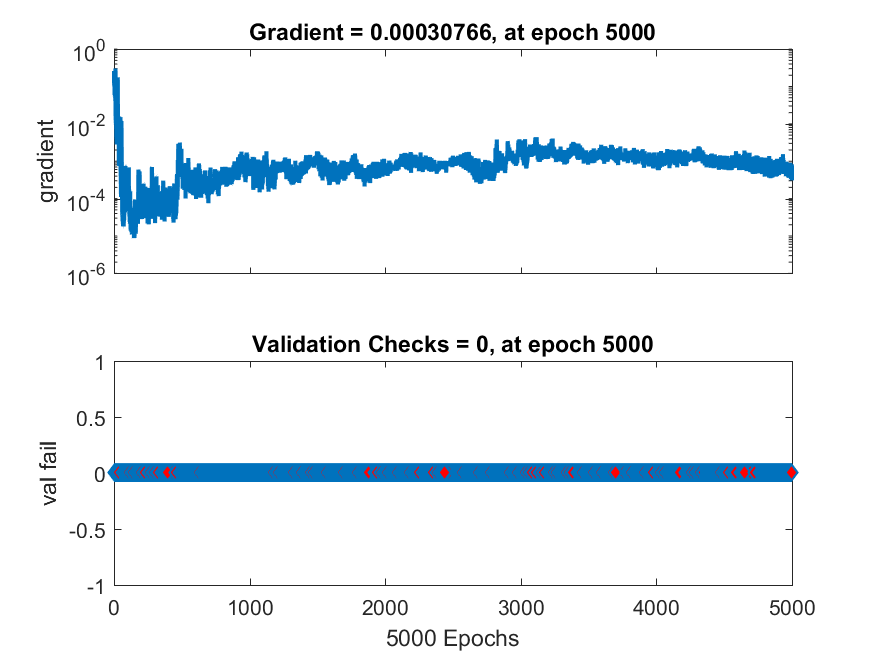 Gradient = 0.00030766, at epoch 5000
10^0
10^-2
10^-4
10^-6
gradient
Validation Checks = 0, at epoch 5000
1
0.5
0
-0.5
-1
val fail
0 1000 2000 3000 4000 5000
5000 Epochs